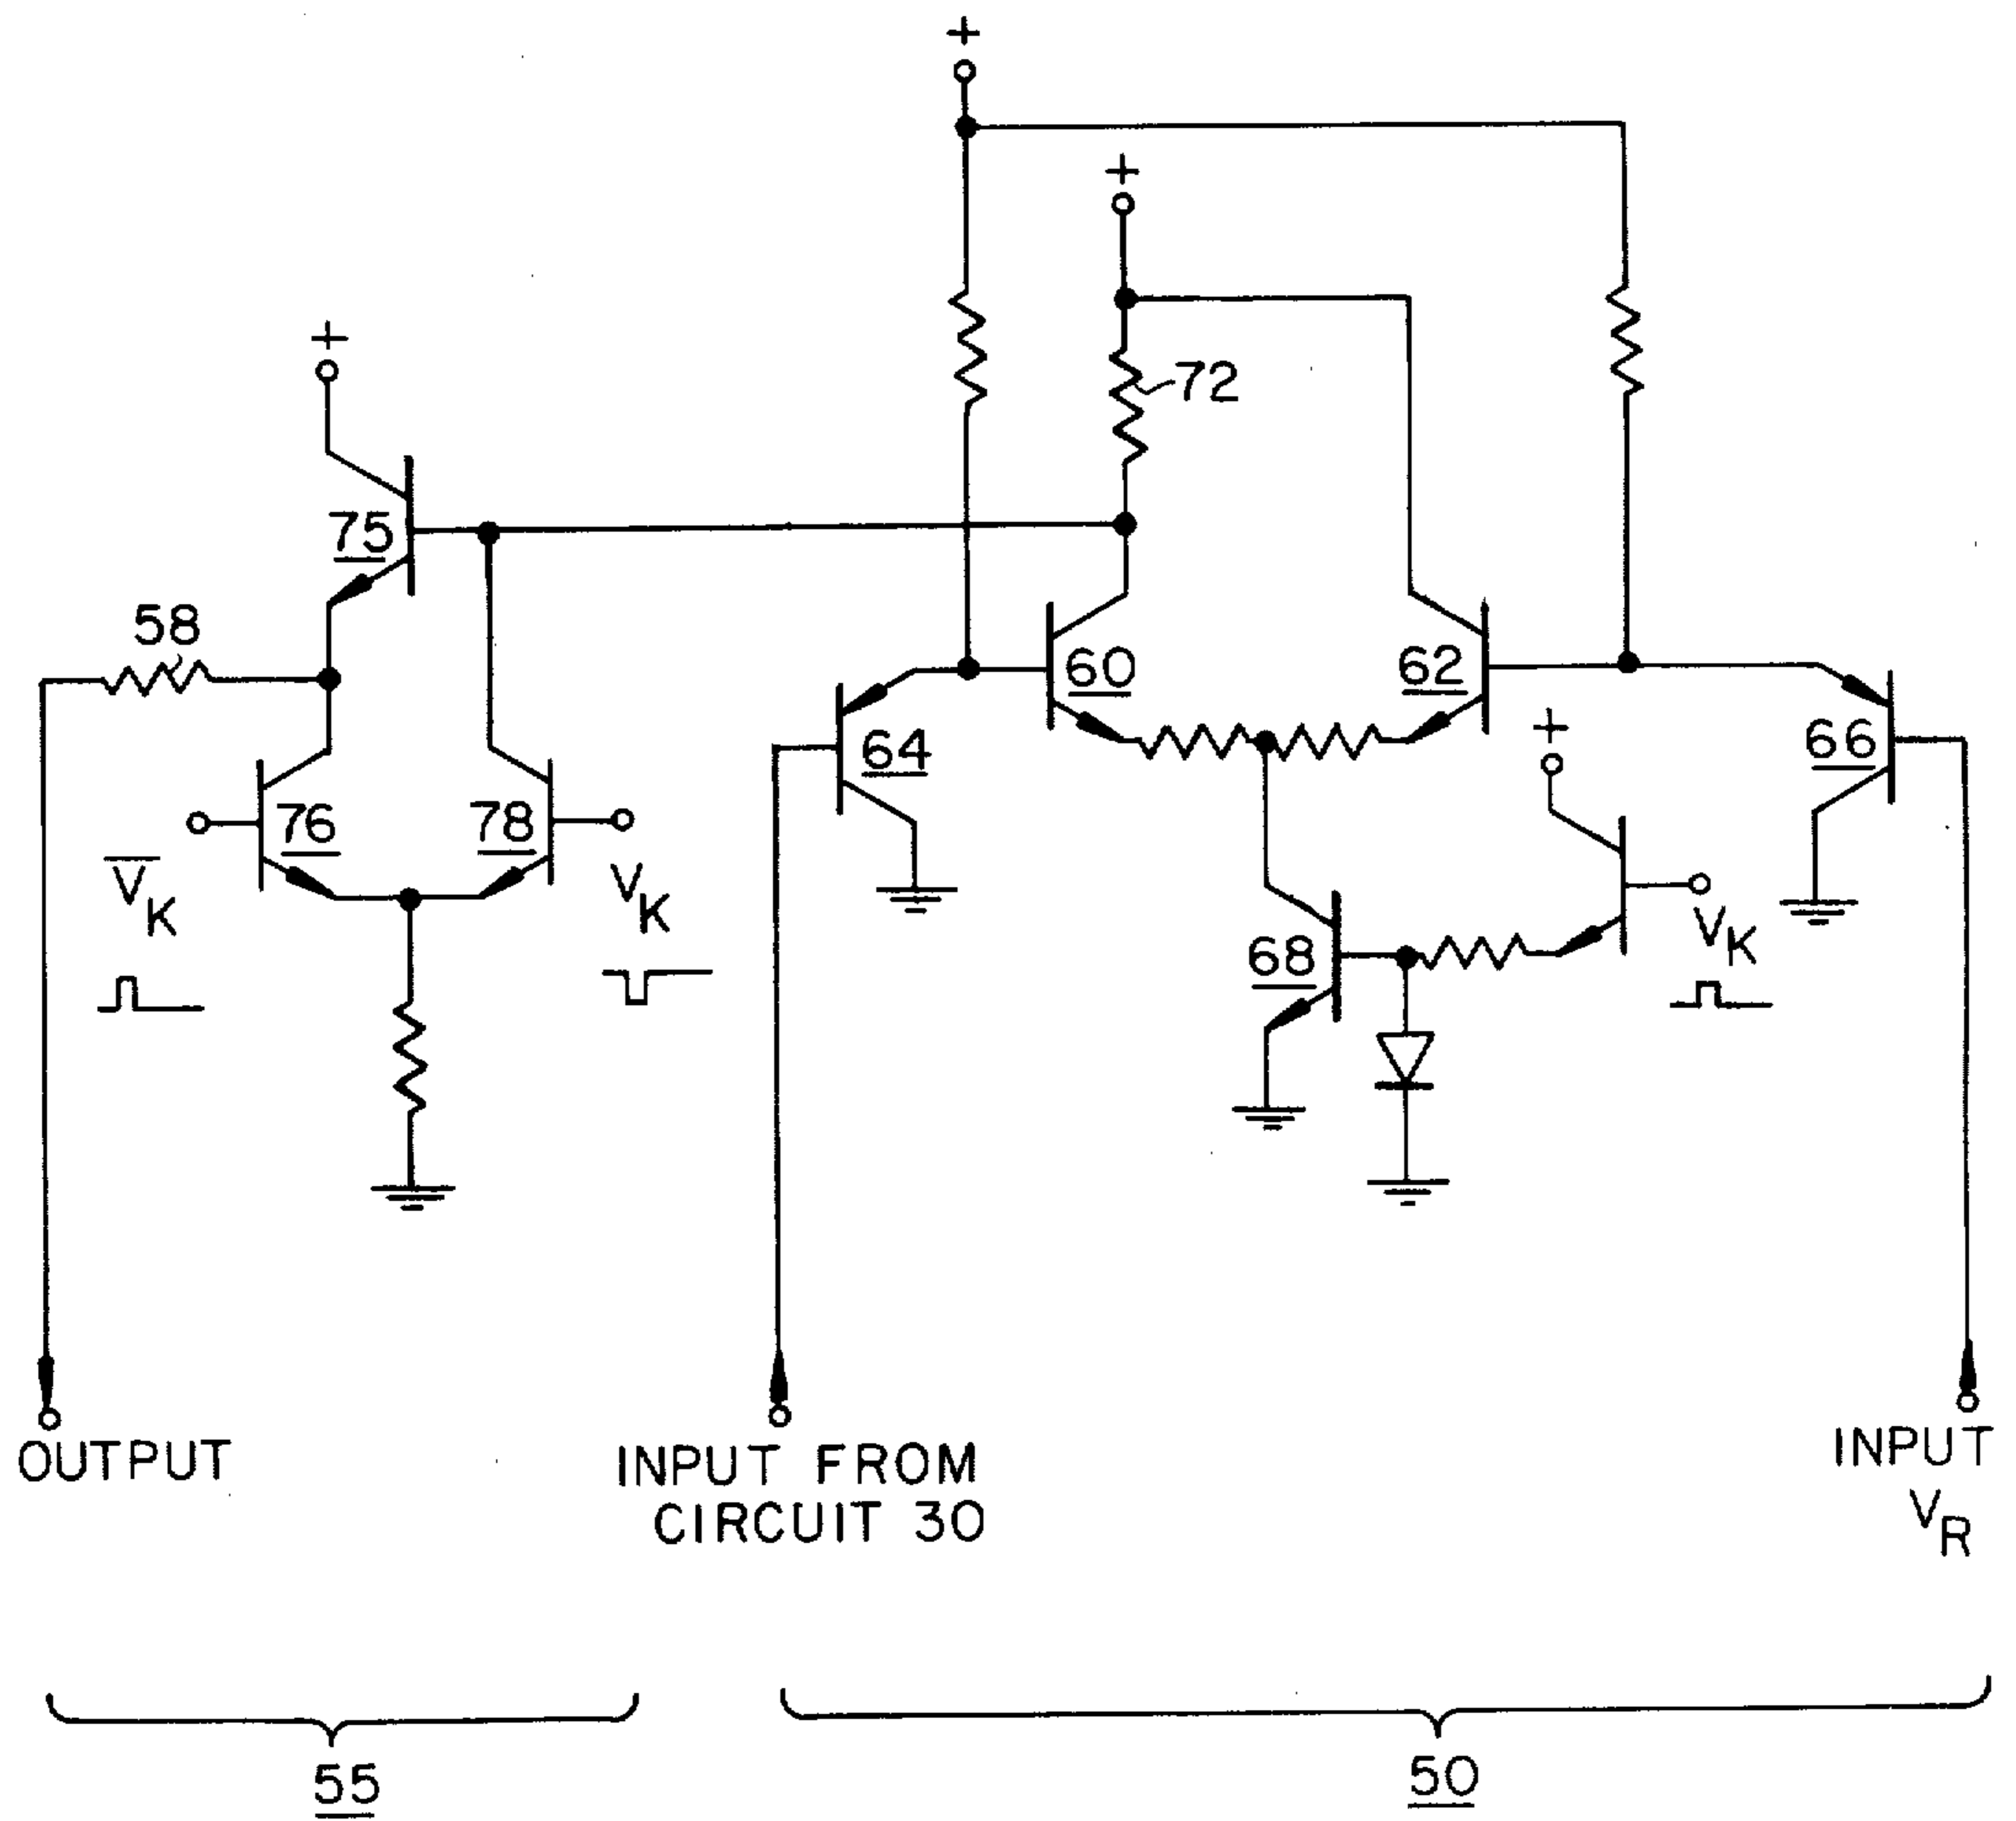 +
+
72
+
75
58
60
62
+
64
66
76
78
V̅K
VK
VK
68
OUTPUT
INPUT FROM
CIRCUIT 30
INPUT
VR
55
50